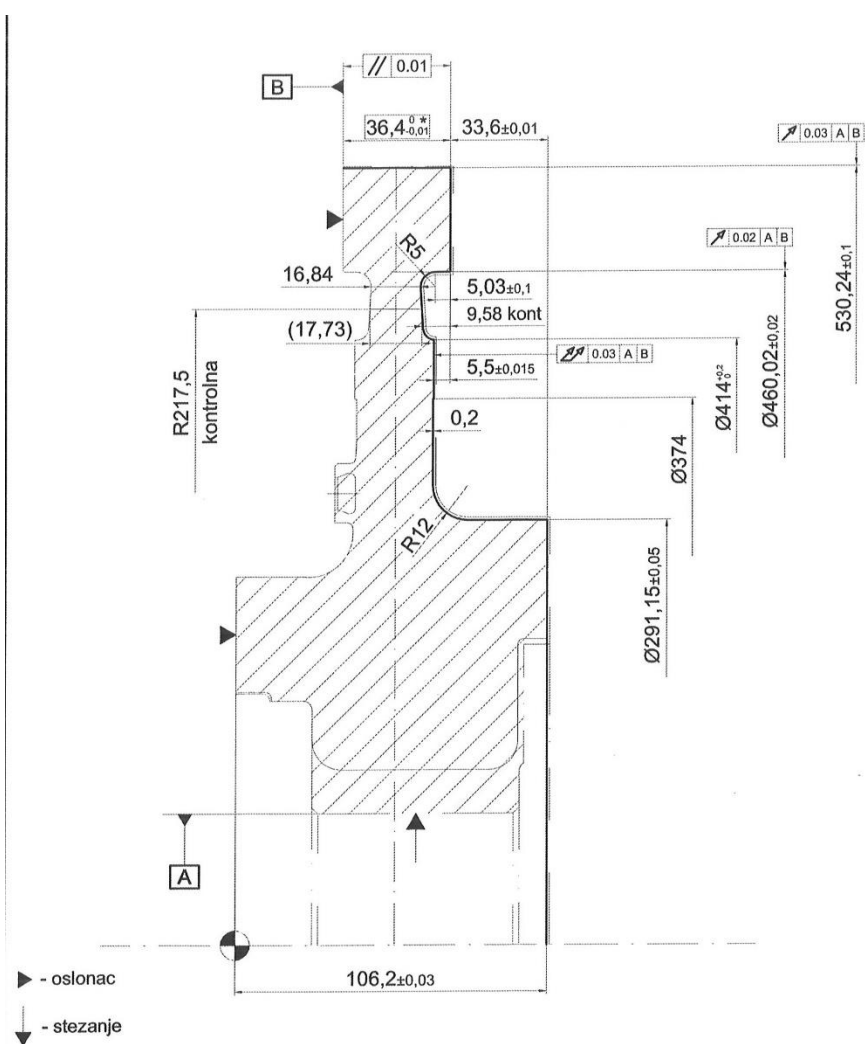 // 0.01
B
36,4 0 * -0,01
33,6±0,01
0.03 A B
0.02 A B
530,24±0,1
R5
16,84
5,03±0,1
9,58 kont
(17,73)
0.03 A B
5,5±0,015
R217,5
kontrolna
0,2
Ø414 +0.2 0
Ø460,02±0,02
Ø374
R12
Ø291,15±0,05
A
106,2±0,03
- oslonac
- stezanje